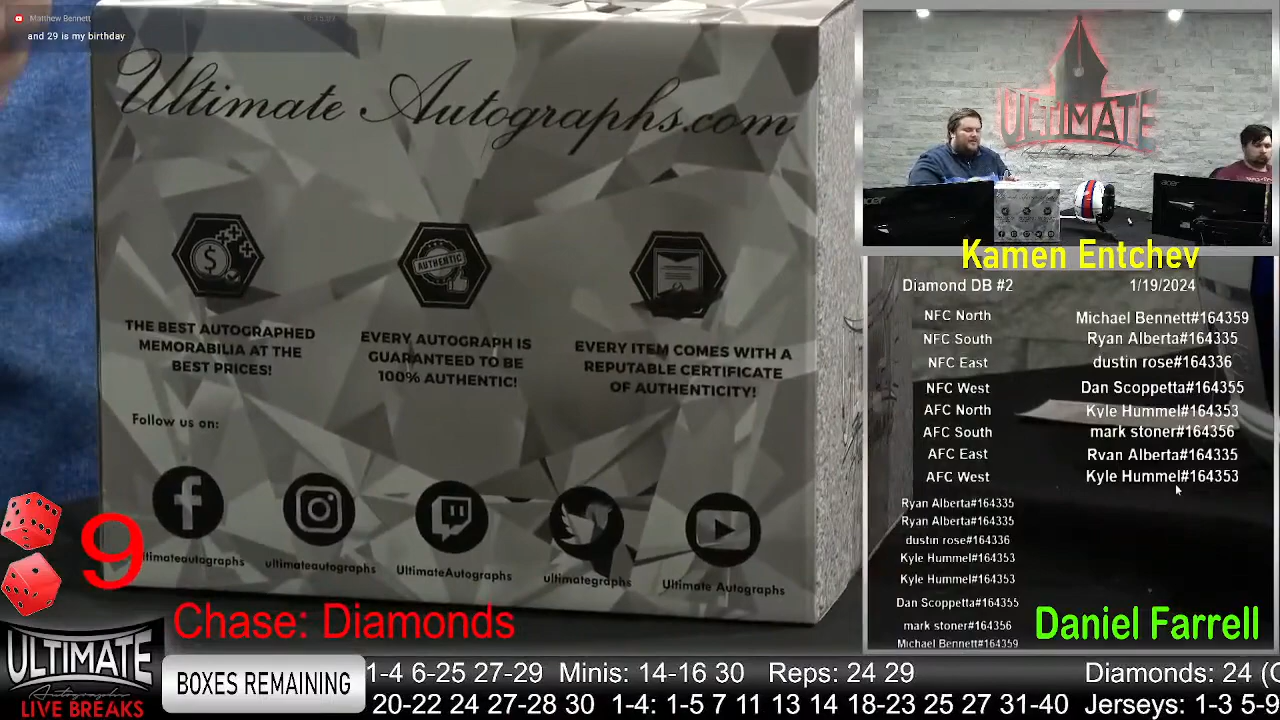 Matthew Bennett
and 29 is my birthday
Ultimate Autographs.com
AUTHENTIC
THE BEST AUTOGRAPHED
MEMORABILIA AT THE
BEST PRICES!
EVERY AUTOGRAPH IS
GUARANTEED TO BE
100% AUTHENTIC!
EVERY ITEM COMES WITH A
REPUTABLE CERTIFICATE
OF AUTHENTICITY!
Follow us on:
ultimateautographs
UltimateAutographs
ultimategraphs
Ultimate Autographs
9
Chase: Diamonds
ULTIMATE
acer
acer
Kamen Entchev
Diamond DB #2 1/19/2024
NFC North Michael Bennett#164359
NFC South Ryan Alberta#164335
NFC East dustin rose#164336
NFC West Dan Scoppetta#164355
AFC North Kyle Hummel#164353
AFC South mark stoner#164356
AFC East Ryan Alberta#164335
AFC West Kyle Hummel#164353
Ryan Alberta#164335
Ryan Alberta#164335
dustin rose#164336
Kyle Hummel#164353
Kyle Hummel#164353
Dan Scoppetta#164355
mark stoner#164356
Michael Bennett#164359
Daniel Farrell
ULTIMATE
Autographs
LIVE BREAKS
BOXES REMAINING
1-4 6-25 27-29 Minis: 14-16 30 Reps: 24 29 Diamonds: 24 (
20-22 24 27-28 30 1-4: 1-5 7 11 13 14 18-23 25 27 31-40 Jerseys: 1-3 5-9